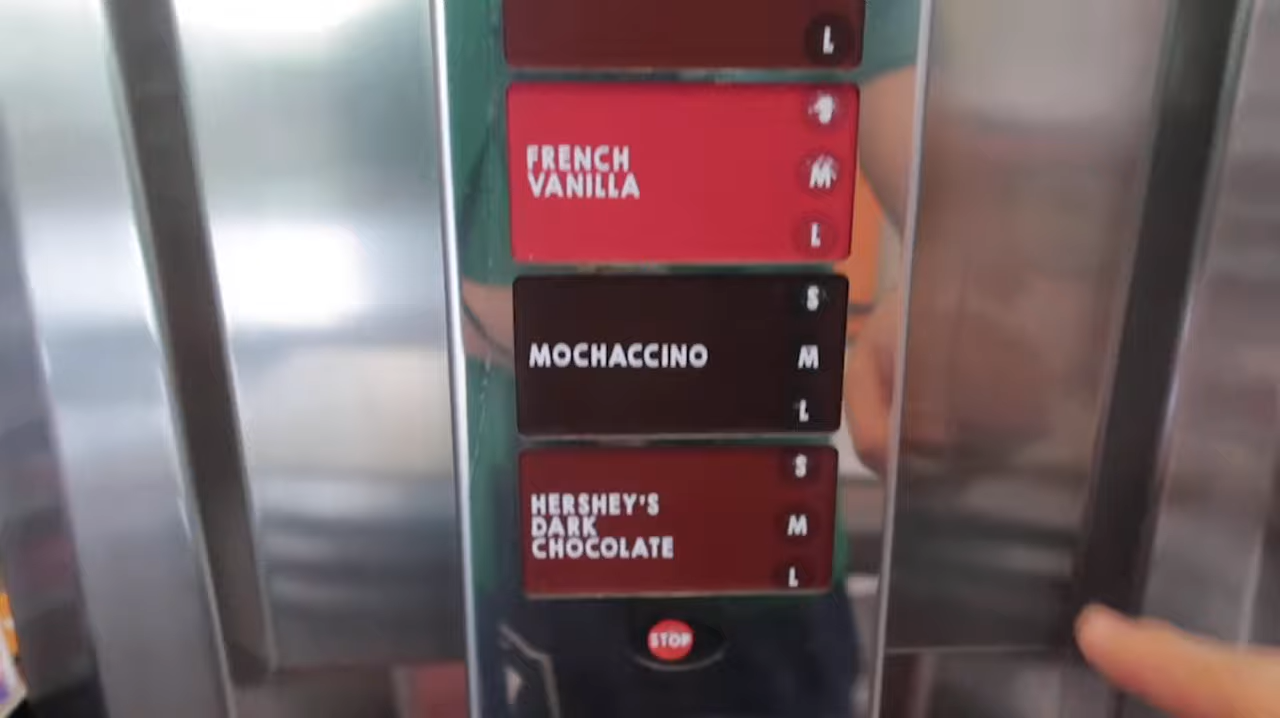 L
FRENCH
VANILLA
M
L
MOCHACCINO
S
M
L
HERSHEY'S
DARK
CHOCOLATE
S
M
L
STOP